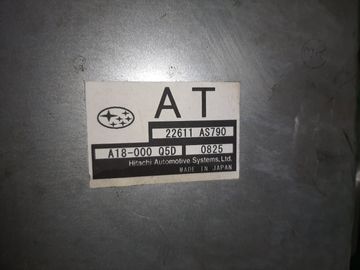 AT
22611 AS790
A18-000 Q5D 0825
Hitachi Automotive Systems, Ltd.
MADE IN JAPAN